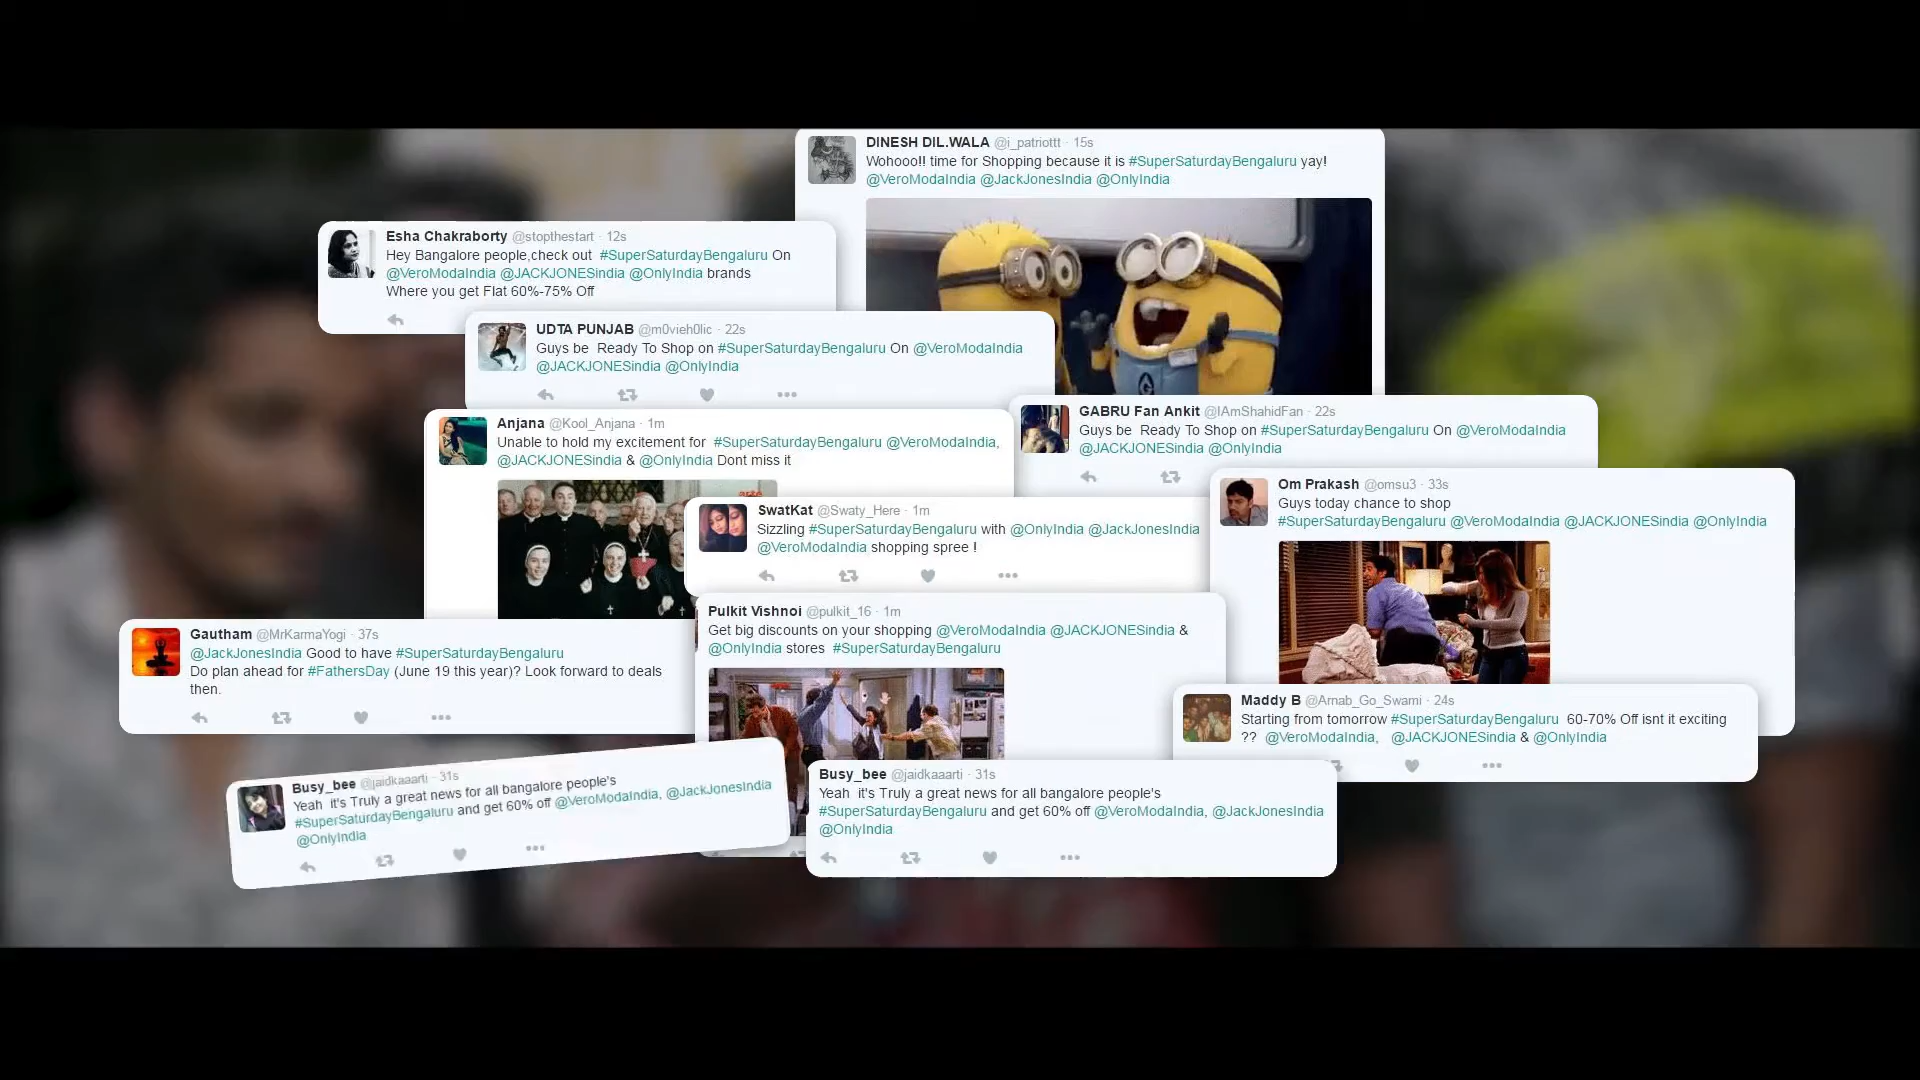 DINESH DIL.WALA @i_patriottt · 15s
Wohooo!! time for Shopping because it is #SuperSaturdayBengaluru yay!
@VeroModaIndia @JackJonesIndia @OnlyIndia
Esha Chakraborty @stopthestart · 12s
Hey Bangalore people,check out #SuperSaturdayBengaluru On
@VeroModaIndia @JACKJONESindia @OnlyIndia brands
Where you get Flat 60%-75% Off
UDTA PUNJAB @m0vieh0lic · 22s
Guys be Ready To Shop on #SuperSaturdayBengaluru On @VeroModaIndia
@JACKJONESindia @OnlyIndia
GABRU Fan Ankit @IAmShahidFan · 22s
Guys be Ready To Shop on #SuperSaturdayBengaluru On @VeroModaIndia
@JACKJONESindia @OnlyIndia
Anjana @Kool_Anjana · 1m
Unable to hold my excitement for #SuperSaturdayBengaluru @VeroModaIndia,
@JACKJONESindia & @OnlyIndia Dont miss it
Om Prakash @omsu3 · 33s
Guys today chance to shop
#SuperSaturdayBengaluru @VeroModaIndia @JACKJONESindia @OnlyIndia
SwatKat @Swaty_Here · 1m
Sizzling #SuperSaturdayBengaluru with @OnlyIndia @JackJonesIndia
@VeroModaIndia shopping spree !
Pulkit Vishnoi @pulkit_16 · 1m
Get big discounts on your shopping @VeroModaIndia @JACKJONESindia &
@OnlyIndia stores #SuperSaturdayBengaluru
Gautham @MrKarmaYogi · 37s
@JackJonesIndia Good to have #SuperSaturdayBengaluru
Do plan ahead for #FathersDay (June 19 this year)? Look forward to deals
then.
Maddy B @Arnab_Go_Swami · 24s
Starting from tomorrow #SuperSaturdayBengaluru 60-70% Off isnt it exciting
?? @VeroModaIndia, @JACKJONESindia & @OnlyIndia
Busy_bee @jaidkaaarti · 31s
Yeah it's Truly a great news for all bangalore people's
#SuperSaturdayBengaluru and get 60% off @VeroModaIndia, @JackJonesIndia
@OnlyIndia
Busy_bee @jaidkaaarti · 31s
Yeah it's Truly a great news for all bangalore people's
#SuperSaturdayBengaluru and get 60% off @VeroModaIndia, @JackJonesIndia
@OnlyIndia